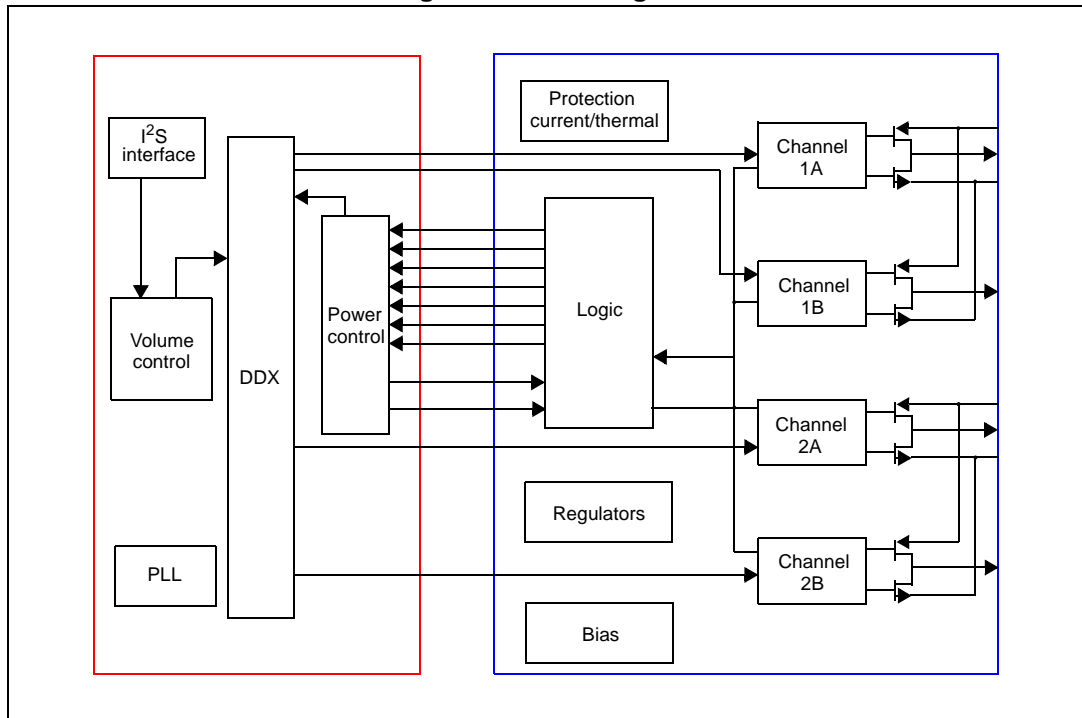 I²S
interface
Volume
control
DDX
Power
control
PLL
Protection
current/thermal
Logic
Regulators
Bias
Channel
1A
Channel
1B
Channel
2A
Channel
2B